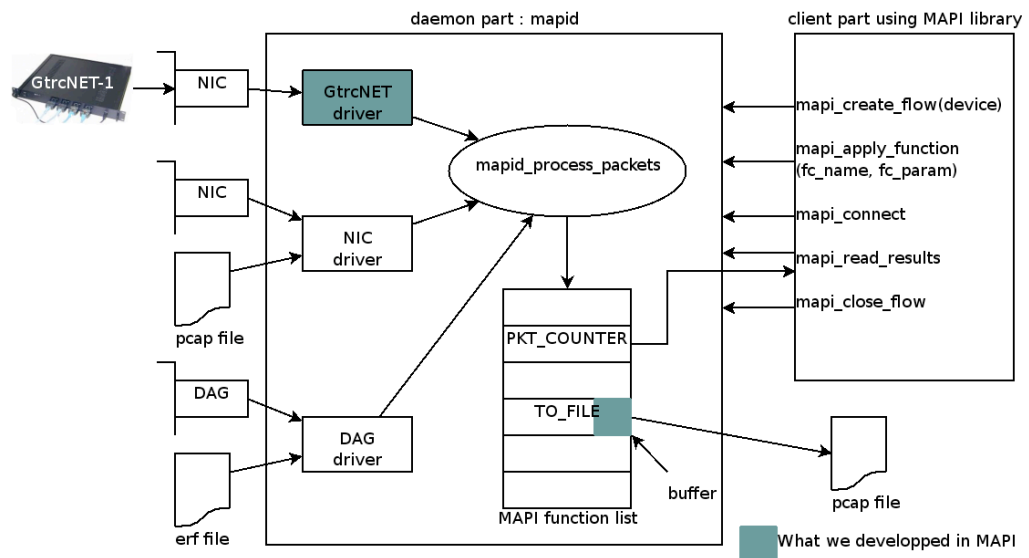 daemon part : mapid
client part using MAPI library
GtrcNET-1
NIC
GtrcNET
driver
mapid_process_packets
mapi_create_flow(device)
mapi_apply_function
(fc_name, fc_param)
mapi_connect
mapi_read_results
mapi_close_flow
NIC
NIC
driver
pcap file
PKT_COUNTER
DAG
DAG
driver
TO_FILE
buffer
pcap file
erf file
MAPI function list
What we developped in MAPI